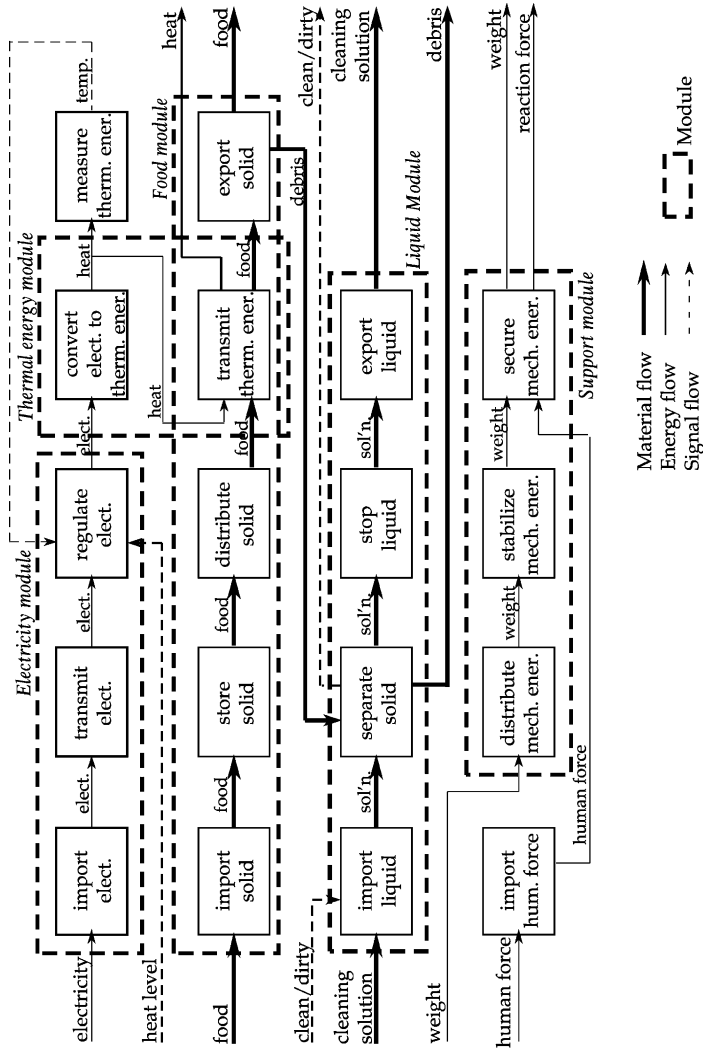 Electricity module
Thermal energy module
electricity
import
elect.
elect.
transmit
elect.
elect.
regulate
elect.
elect.
convert
elect. to
therm. ener.
heat
measure
therm. ener.
temp.
heat level
heat
heat
Food module
food
import
solid
food
store
solid
food
distribute
solid
food
transmit
therm. ener.
food
export
solid
food
debris
clean/dirty
clean/dirty
Liquid Module
cleaning
solution
import
liquid
sol'n.
separate
solid
sol'n.
stop
liquid
sol'n.
export
liquid
cleaning
solution
debris
weight
distribute
mech. ener.
weight
stabilize
mech. ener.
weight
secure
mech. ener.
weight
reaction force
Support module
human force
import
hum. force
human force
Material flow
Energy flow
Signal flow
Module